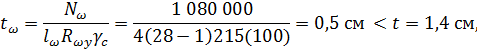 t_ω = N_ω / (l_ω R_ωy γ_c) = 1 080 000 / (4(28 − 1)215(100)) = 0,5 см < t = 1,4 см,